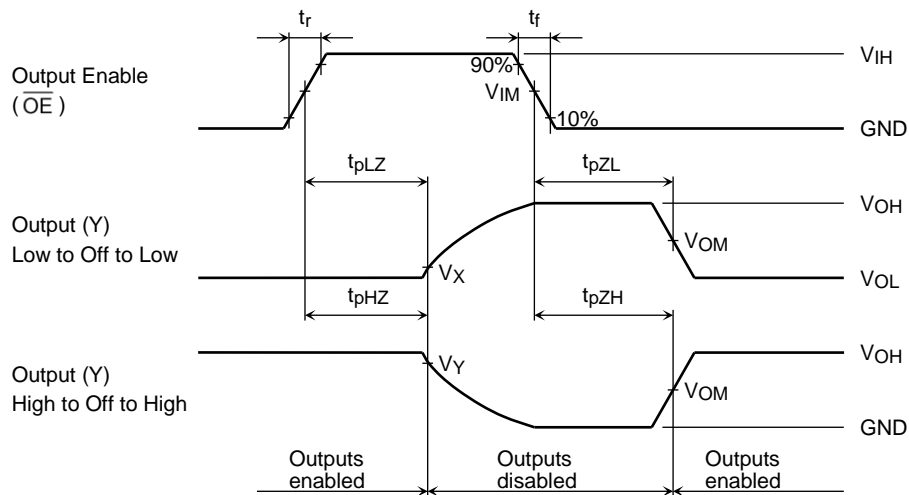 tr
tf
Output Enable
( OE )
90%
VIM
10%
VIH
GND
tpLZ
tpZL
Output (Y)
Low to Off to Low
VX
VOM
VOH
VOL
tpHZ
tpZH
Output (Y)
High to Off to High
VY
VOM
VOH
GND
Outputs
enabled
Outputs
disabled
Outputs
enabled